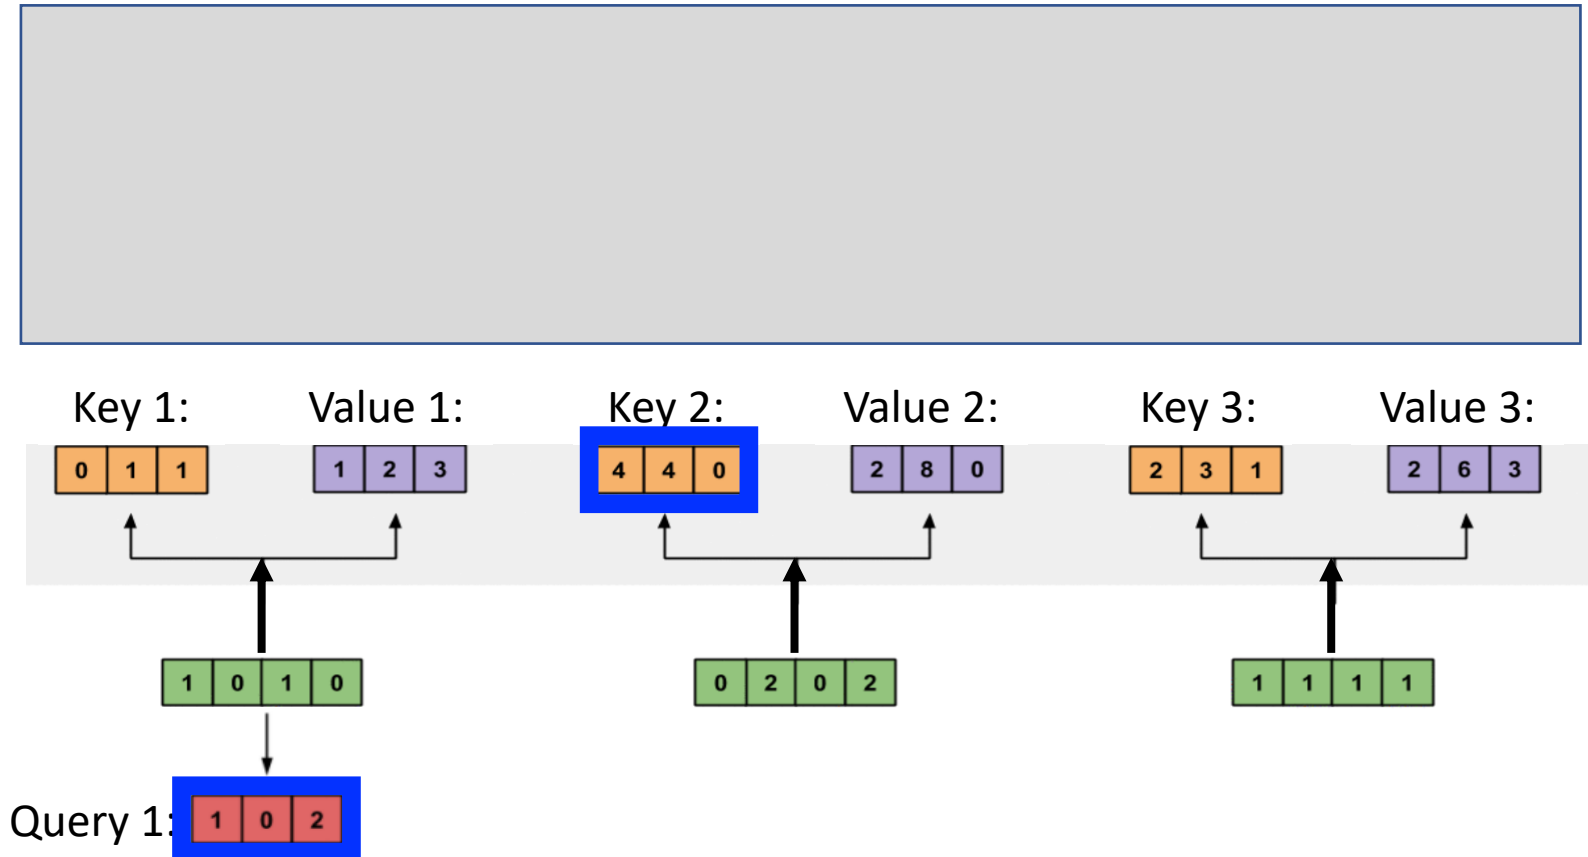 Key 1: Value 1: Key 2: Value 2: Key 3: Value 3:
0 1 1 1 2 3 4 4 0 2 8 0 2 3 1 2 6 3
1 0 1 0 0 2 0 2 1 1 1 1
Query 1: 1 0 2